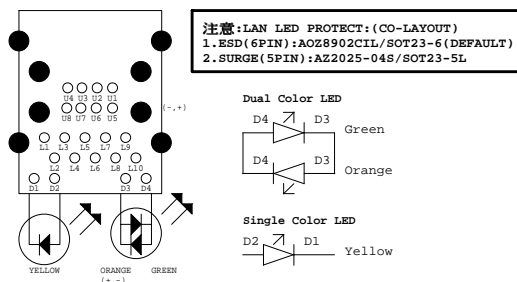 注意:LAN LED PROTECT:(CO-LAYOUT)
1.ESD(6PIN):AOZ8902CIL/SOT23-6(DEFAULT)
2.SURGE(5PIN):AZ2025-04S/SOT23-5L
U4 U3 U2 U1
U8 U7 U6 U5
(-,+)
L1 L3 L5 L7 L9
L2 L4 L6 L8 L10
D1 D2 D3 D4
YELLOW ORANGE GREEN
(+ -)
Dual Color LED
D4 D3 Green
D4 D3 Orange
Single Color LED
D2 D1 Yellow